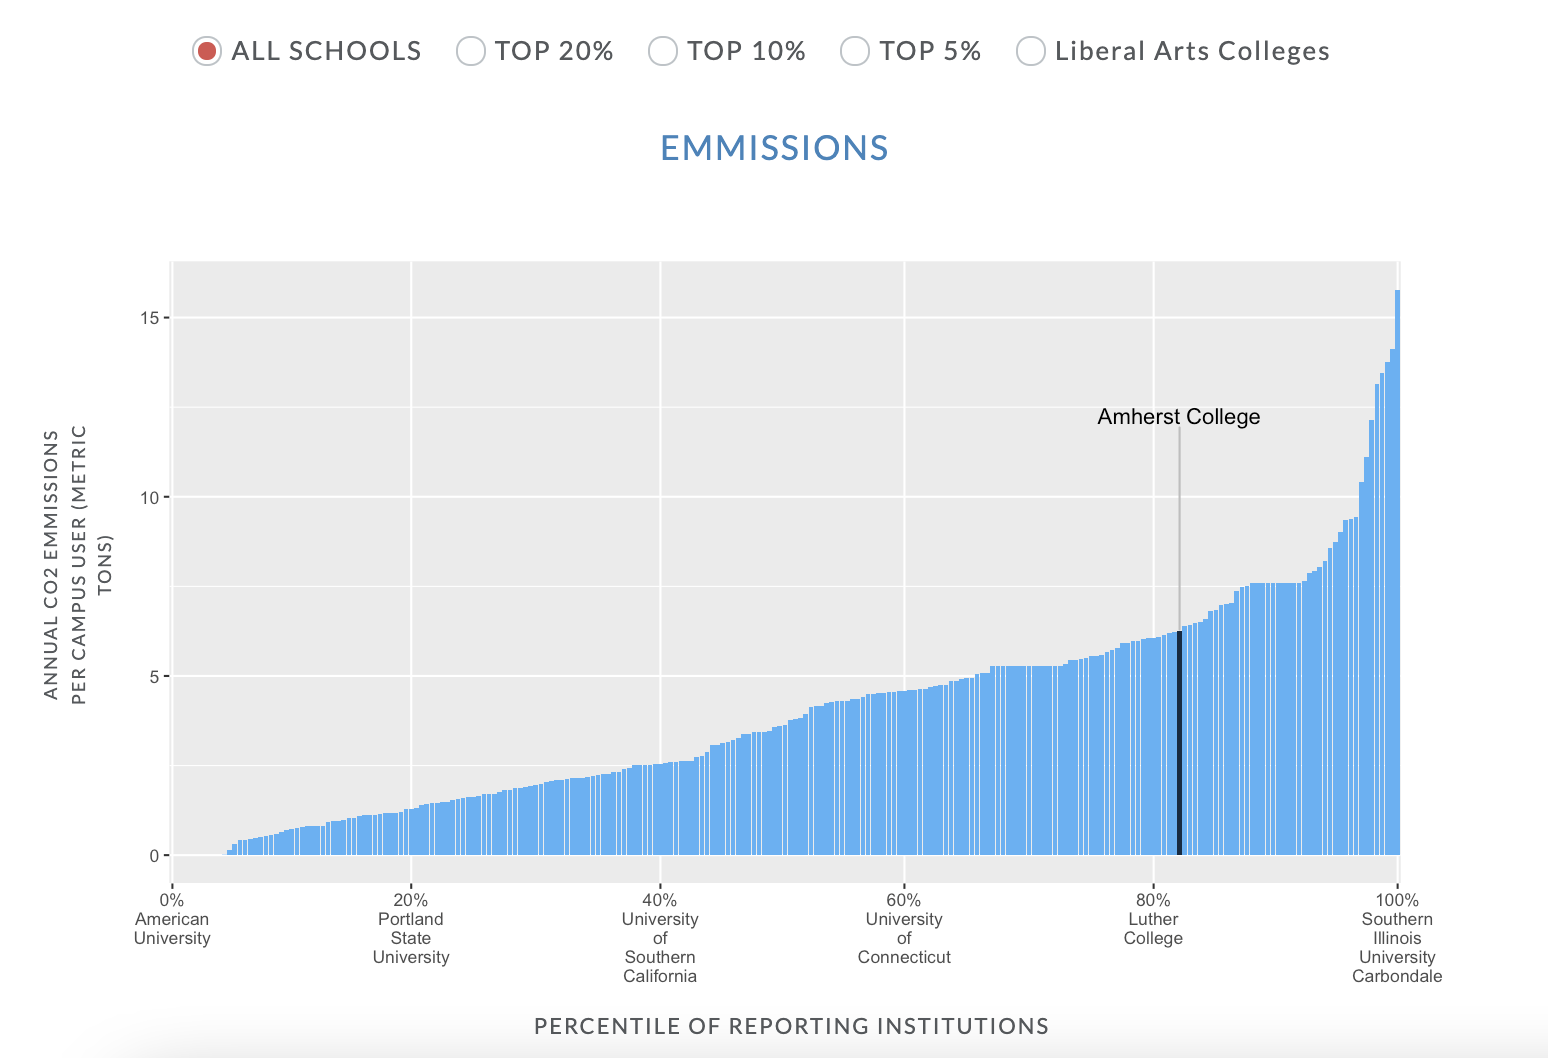 ALL SCHOOLS TOP 20% TOP 10% TOP 5% Liberal Arts Colleges
EMMISSIONS
ANNUAL CO2 EMMISSIONS
PER CAMPUS USER (METRIC
TONS)
15
10
5
0
Amherst College
0%
American
University
20%
Portland
State
University
40%
University
of
Southern
California
60%
University
of
Connecticut
80%
Luther
College
100%
Southern
Illinois
University
Carbondale
PERCENTILE OF REPORTING INSTITUTIONS